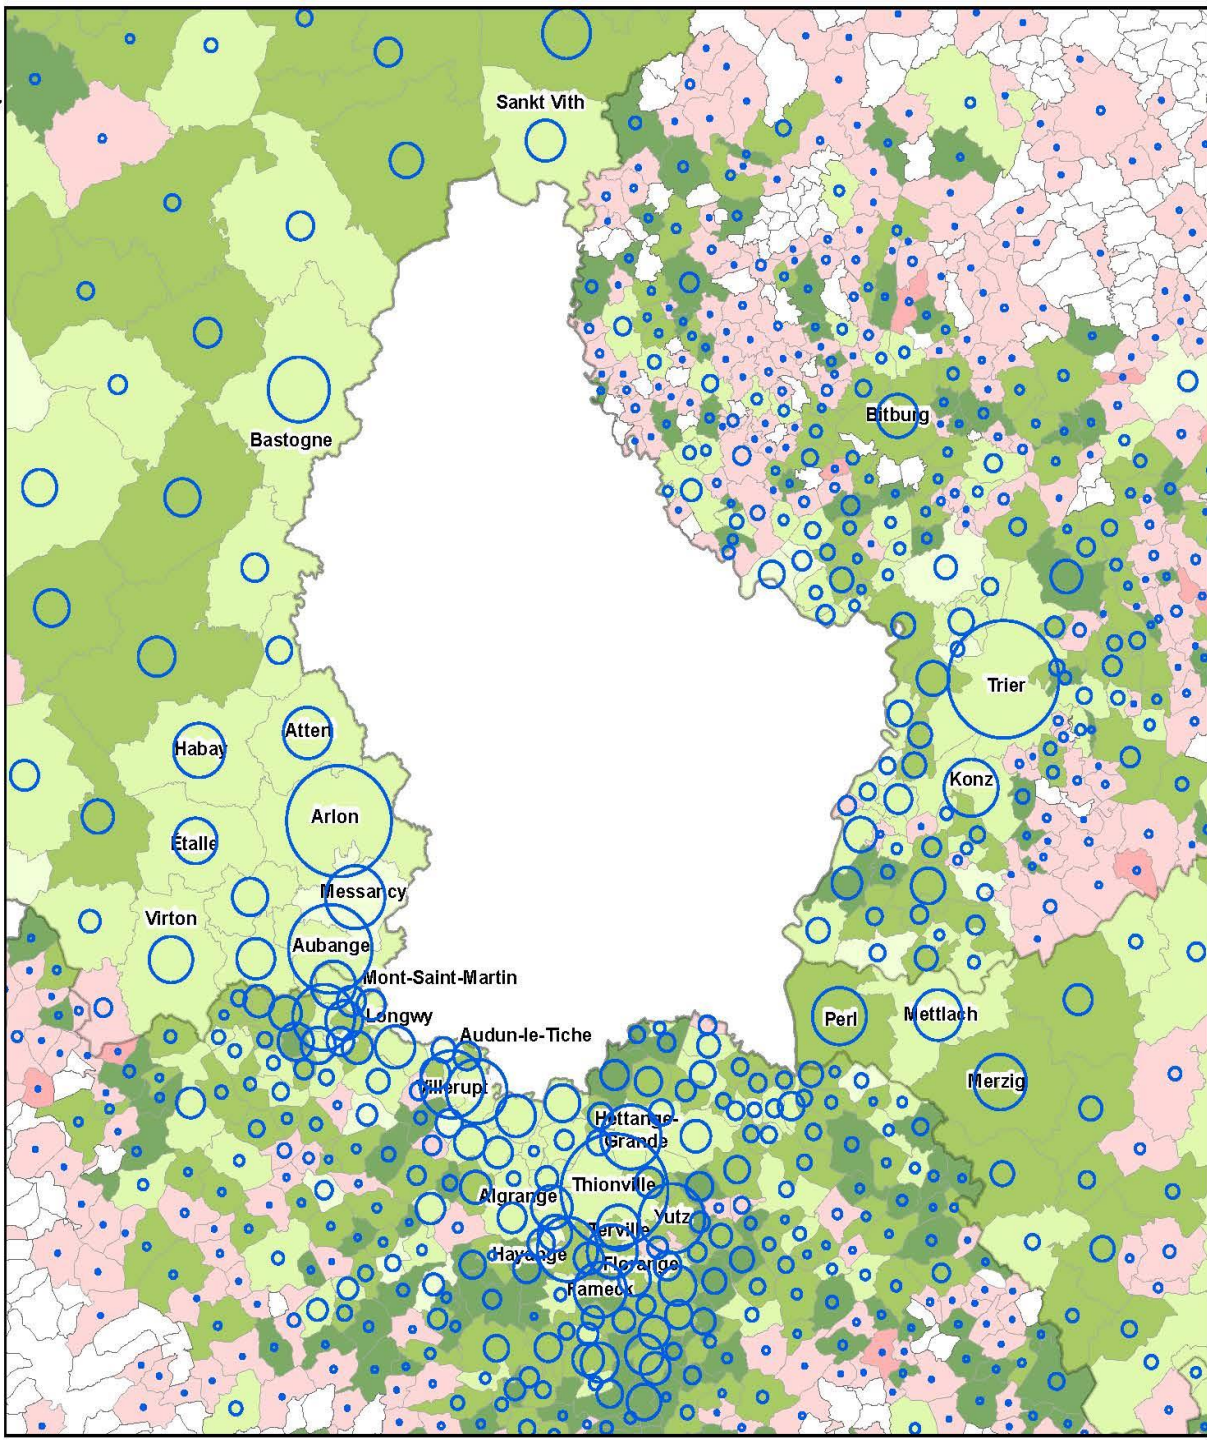 Sankt Vith
Bitburg
Bastogne
Trier
Attert
Habay
Konz
Arlon
Etalle
Messancy
Virton
Aubange
Mont-Saint-Martin
Longwy
Perl
Mettlach
Audun-le-Tiche
Villerupt
Merzig
Hettange-
Grande
Thionville
Algrange
Yutz
Terville
Hayange
Florange
Fameck